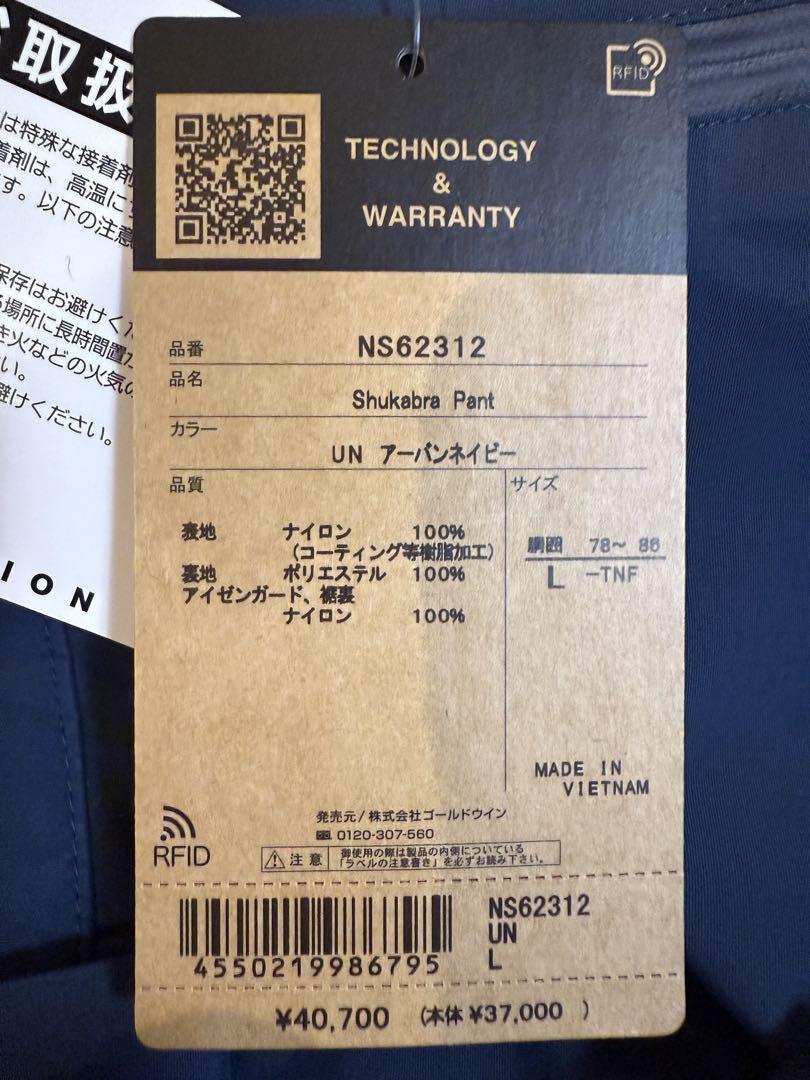 取扱
RFID
TECHNOLOGY
&
WARRANTY
は特殊な接着剤
着剤は、高温に
す。以下の注意
保存はお避けく
場所に長時間置
き火などの火気の
い。
避けください。
ION
品番 NS62312
品名
Shukabra Pant
カラー
UN アーバンネイビー
品質
サイズ
表地 ナイロン 100%
(コーティング等樹脂加工)
裏地 ポリエステル 100%
アイゼンガード、裾裏
ナイロン 100%
胴囲 78~ 86
L -TNF
MADE IN
VIETNAM
RFID
発売元/株式会社ゴールドウイン
0120-307-560
注意
御使用の際は製品の内側についている
「ラベルの注意書き」を必ずお読み下さい。
4550219986795
NS62312
UN
L
¥40,700 (本体 ¥37,000 )